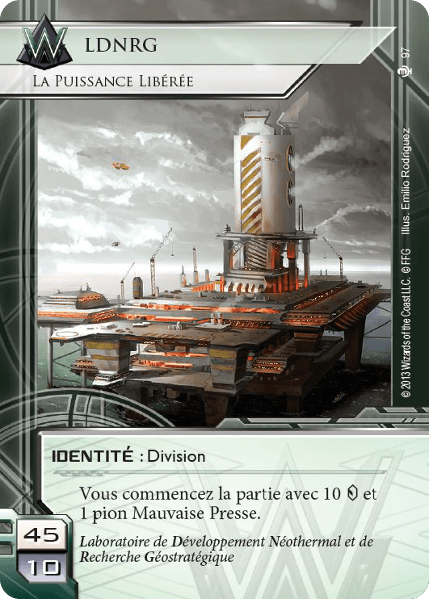 LDNRG
La Puissance Libérée
97
© 2013 Wizards of the Coast LLC. © FFG Illus. Emilio Rodriguez
IDENTITÉ : Division
Vous commencez la partie avec 10 et
1 pion Mauvaise Presse.
Laboratoire de Développement Néothermal et de
Recherche Géostratégique
45
10